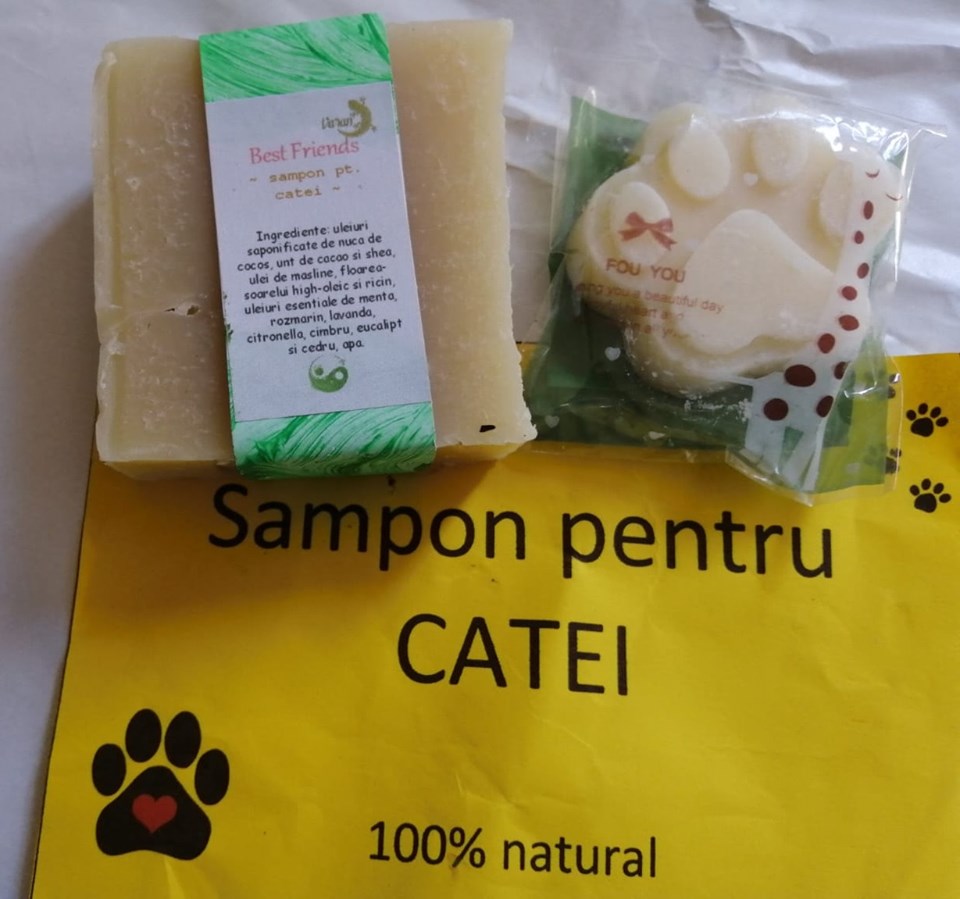 Best Friends
~ sampon pt.
catei ~
Ingrediente: uleiuri
saponificate de nuca de
cocos, unt de cacao si shea,
ulei de masline, floarea-
soarelui high-oleic si ricin,
uleiuri esentiale de menta,
rozmarin, lavanda,
citronella, cimbru, eucalipt
si cedru, apa.
FOU YOU
you a beautiful day
Sampon pentru
CATEI
100% natural